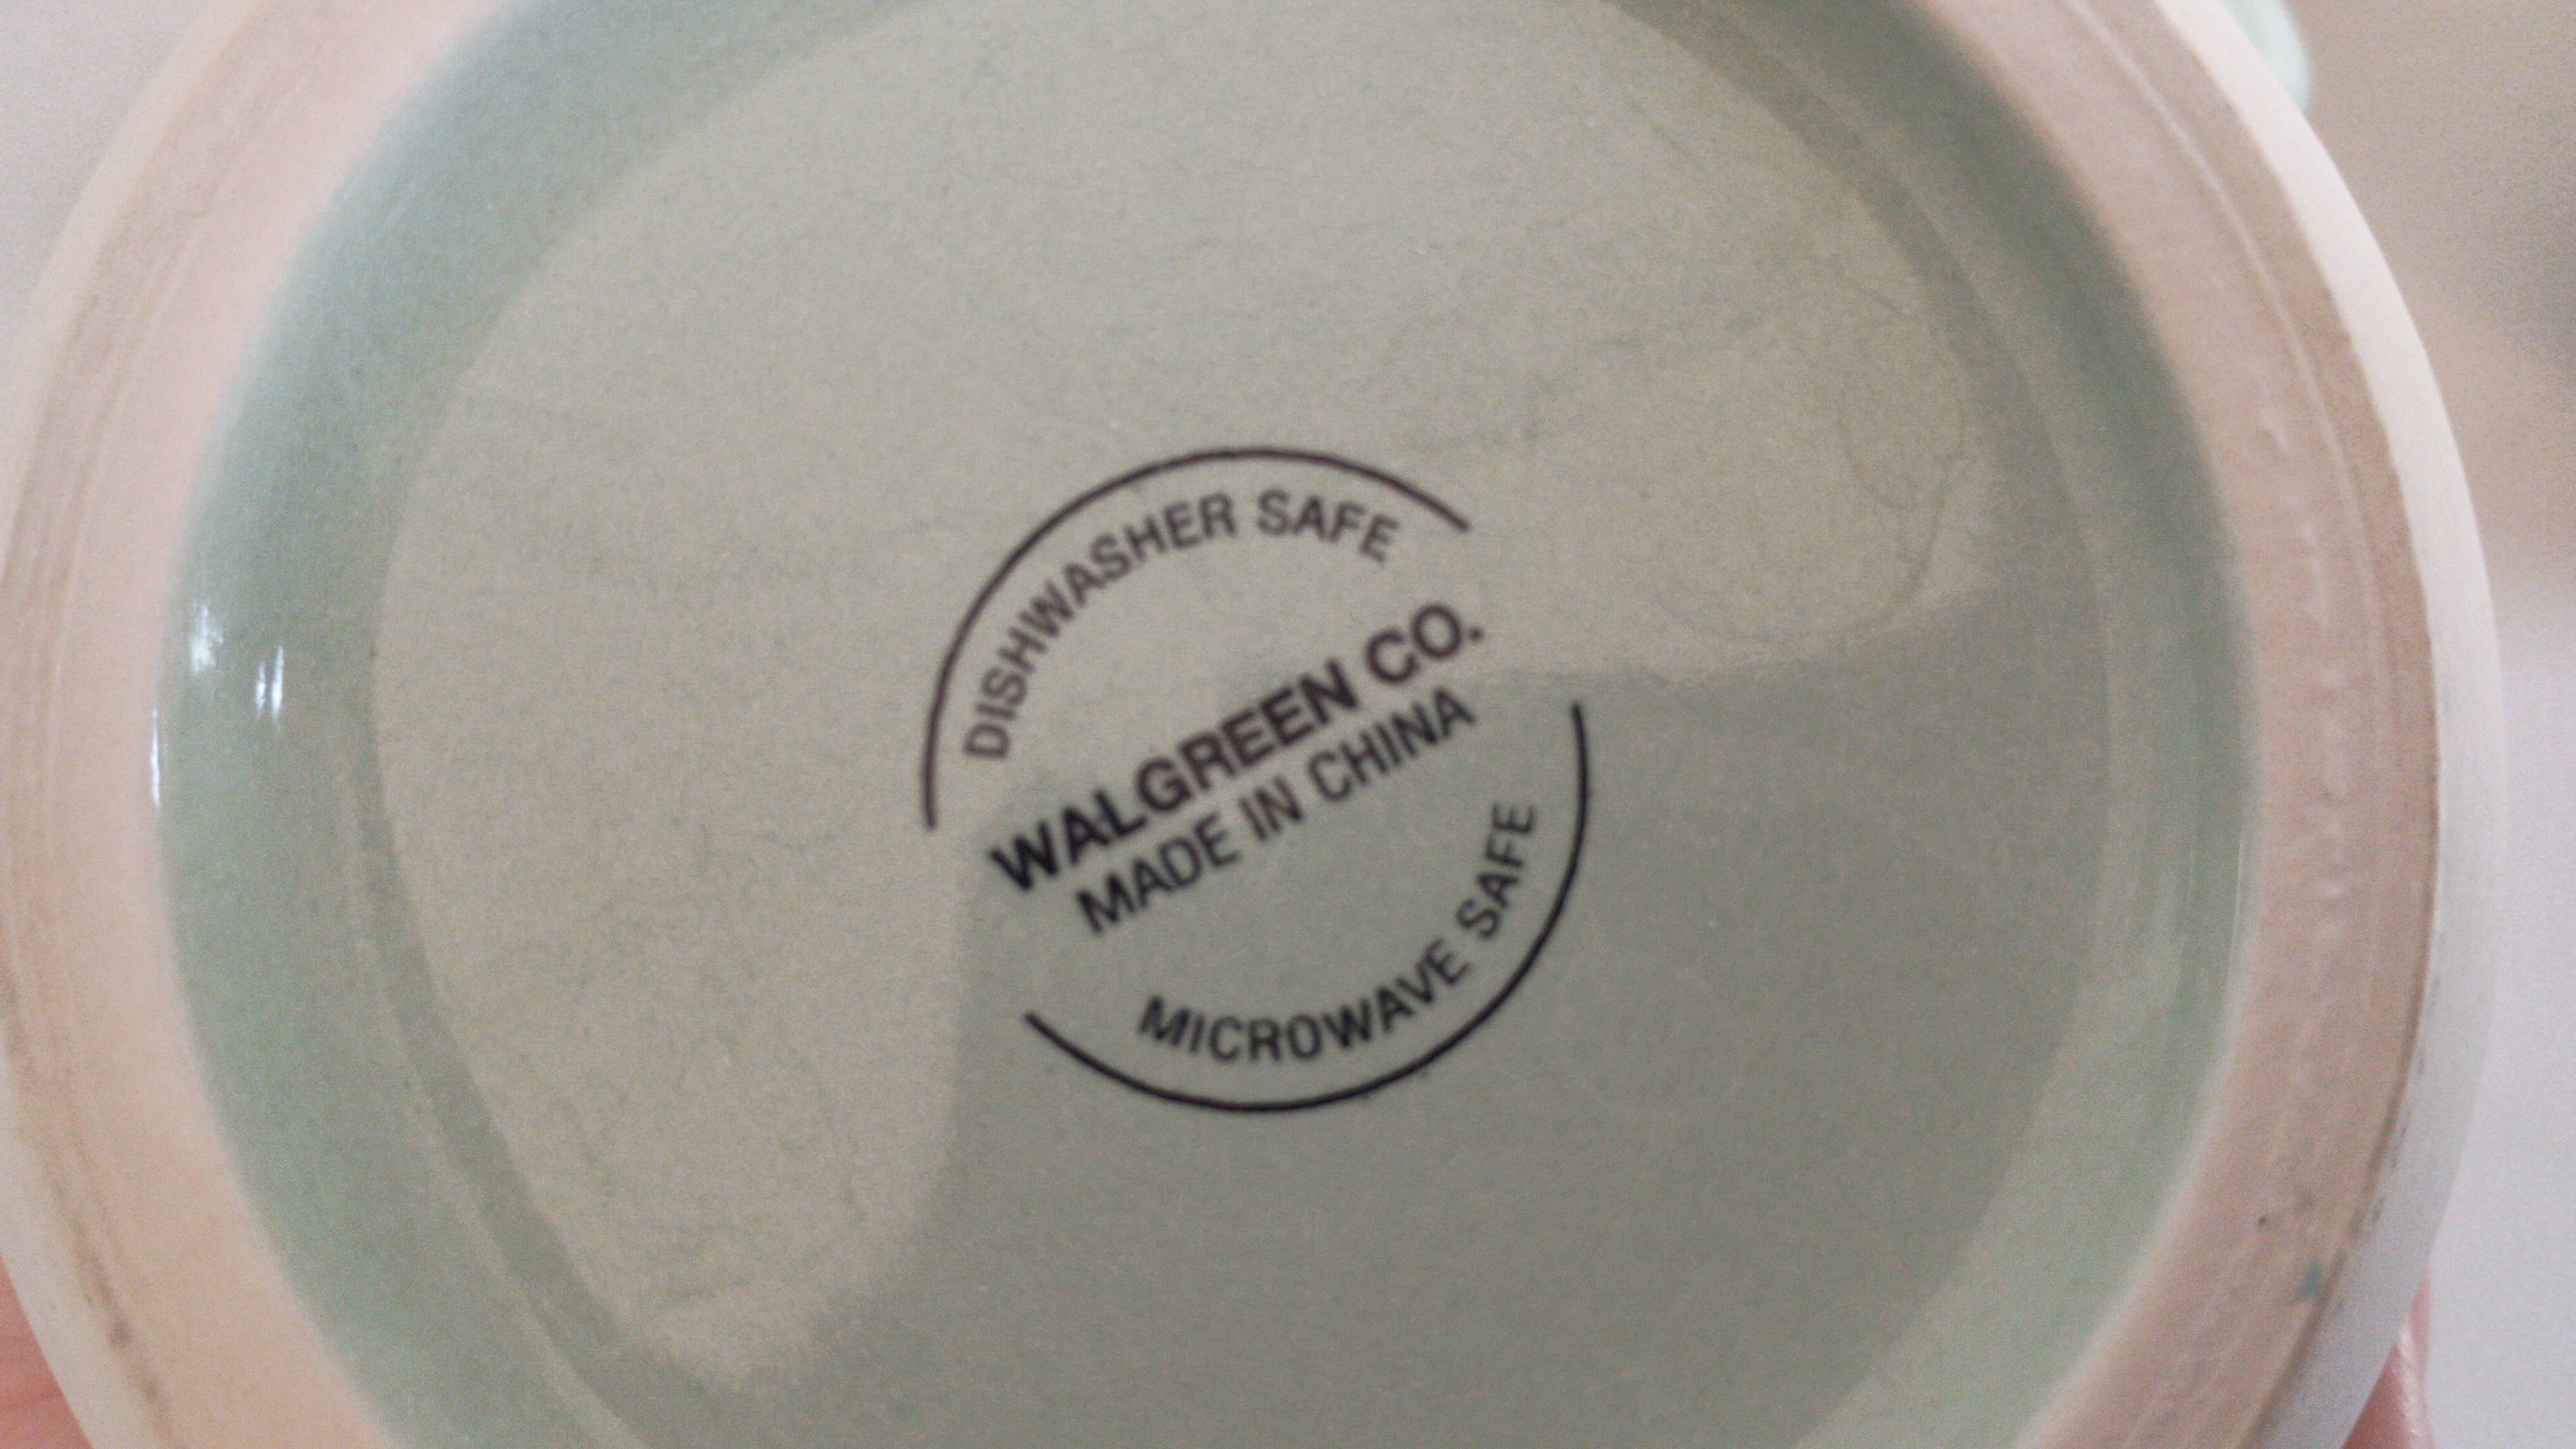 DISHWASHER SAFE
WALGREEN CO.
MADE IN CHINA
MICROWAVE SAFE